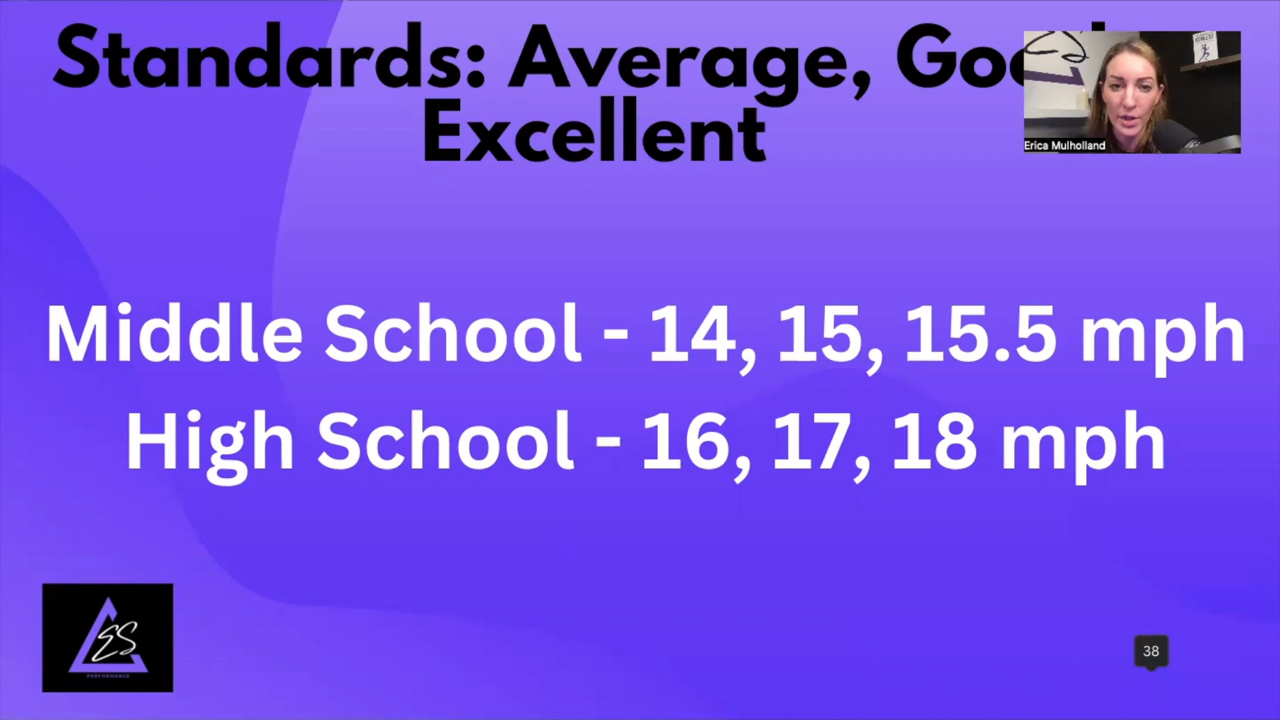 Standards: Average, Goo
Excellent
Erica Mulholland
Middle School - 14, 15, 15.5 mph
High School - 16, 17, 18 mph
ES
PERFORMANCE
38